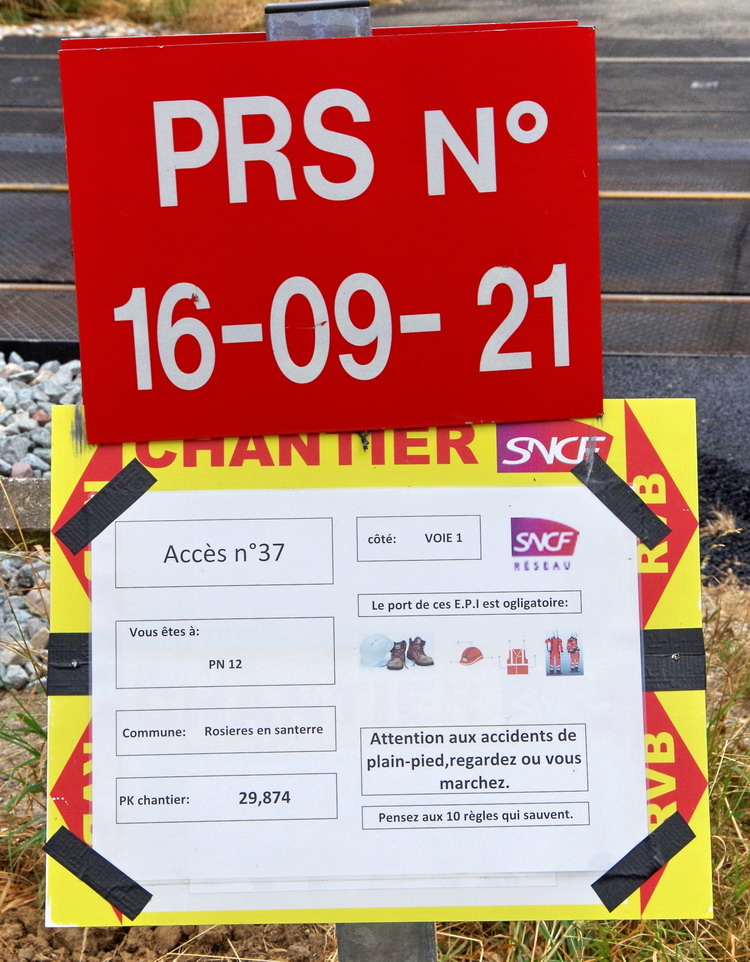 PRS N°
16-09-21
CHANTIER SNCF
Accès n°37
côté: VOIE 1
SNCF
RÉSEAU
Le port de ces E.P.I est ogligatoire:
Vous êtes à:
PN 12
Commune: Rosieres en santerre
PK chantier: 29,874
Attention aux accidents de
plain-pied,regardez ou vous
marchez.
Pensez aux 10 règles qui sauvent.
RVB
RVB